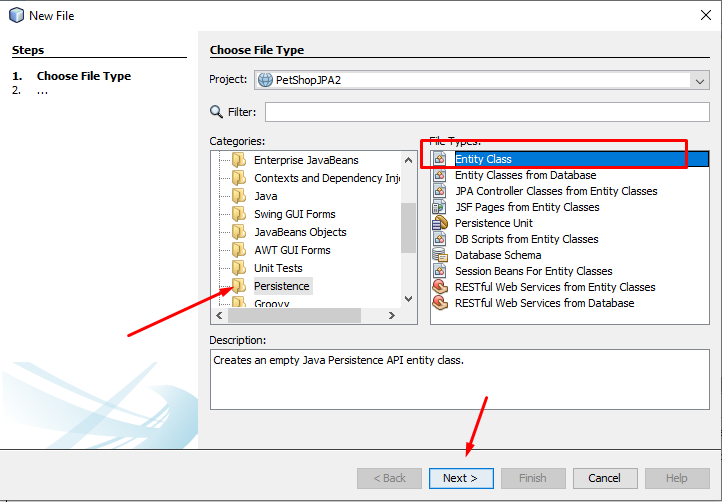 New File
Steps
1. Choose File Type
2. ...
Choose File Type
Project: PetShopJPA2
Filter:
Categories:
Enterprise JavaBeans
Contexts and Dependency Inje
Java
Swing GUI Forms
JavaBeans Objects
AWT GUI Forms
Unit Tests
Persistence
Groovy
File Types:
Entity Class
Entity Classes from Database
JPA Controller Classes from Entity Classes
JSF Pages from Entity Classes
Persistence Unit
DB Scripts from Entity Classes
Database Schema
Session Beans For Entity Classes
RESTful Web Services from Entity Classes
RESTful Web Services from Database
Description:
Creates an empty Java Persistence API entity class.
< Back Next > Finish Cancel Help